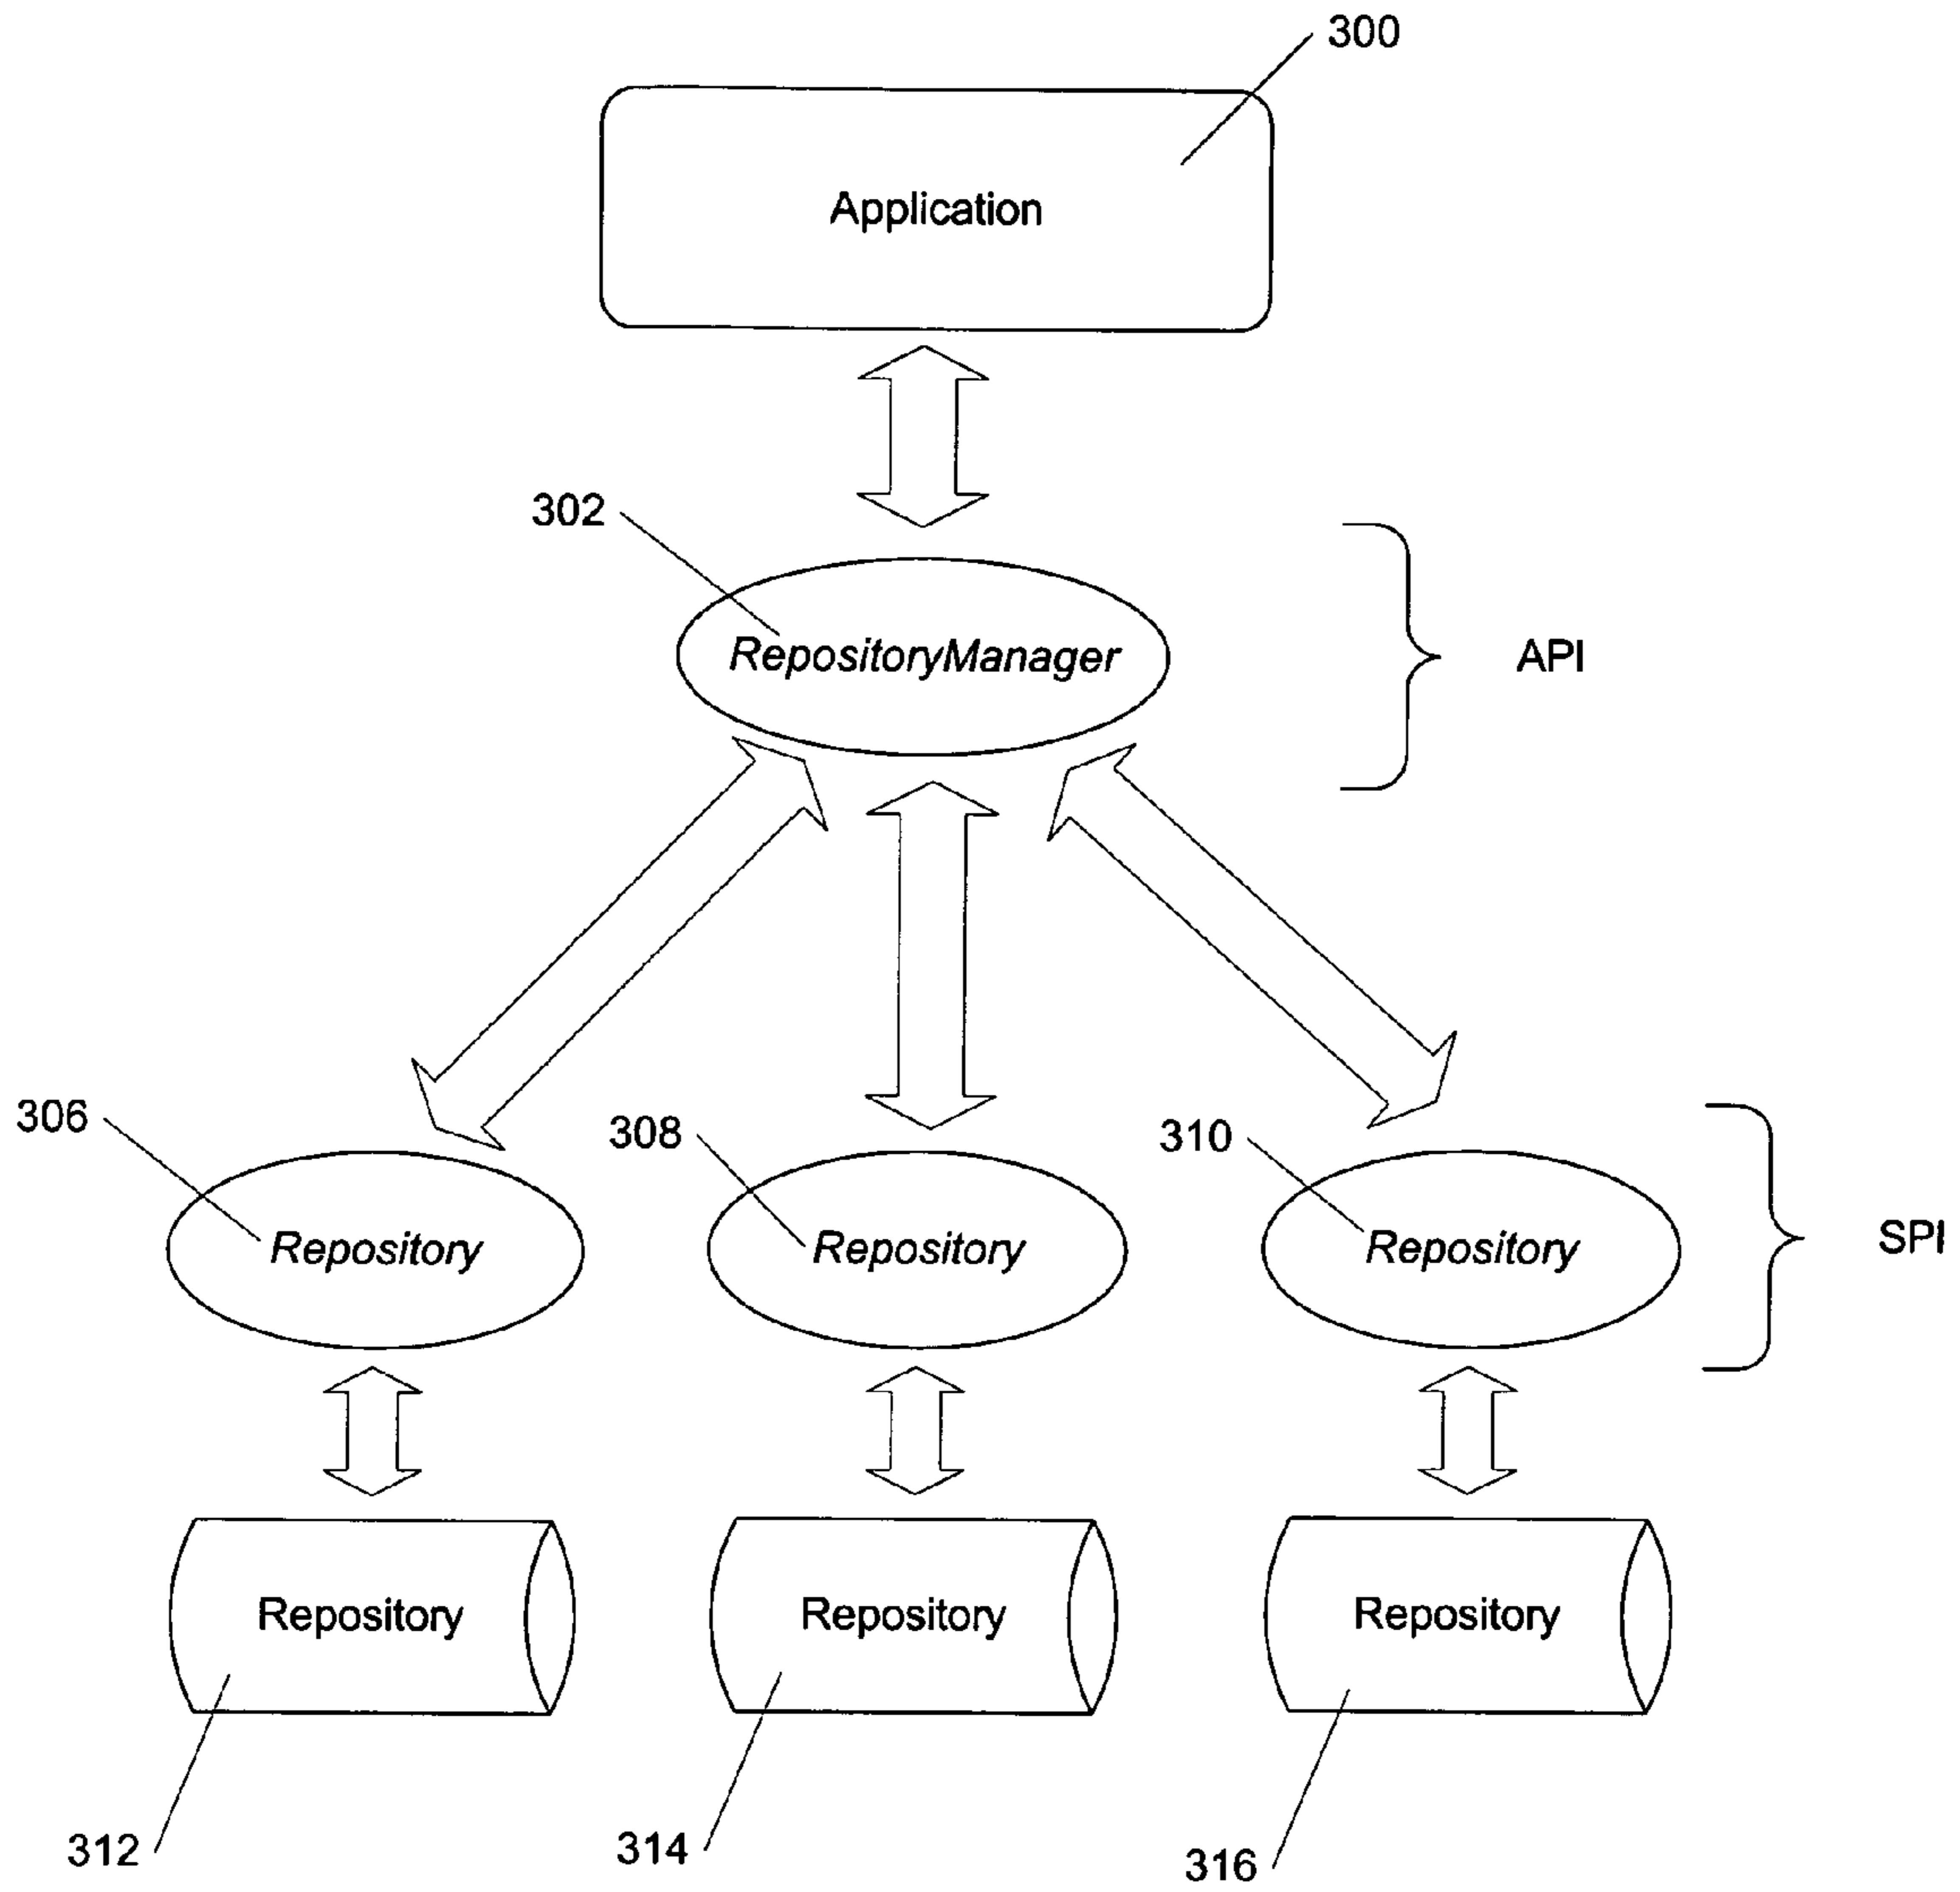 300
Application
302
RepositoryManager
API
306
308
310
Repository
Repository
Repository
SPI
Repository
Repository
Repository
312
314
316